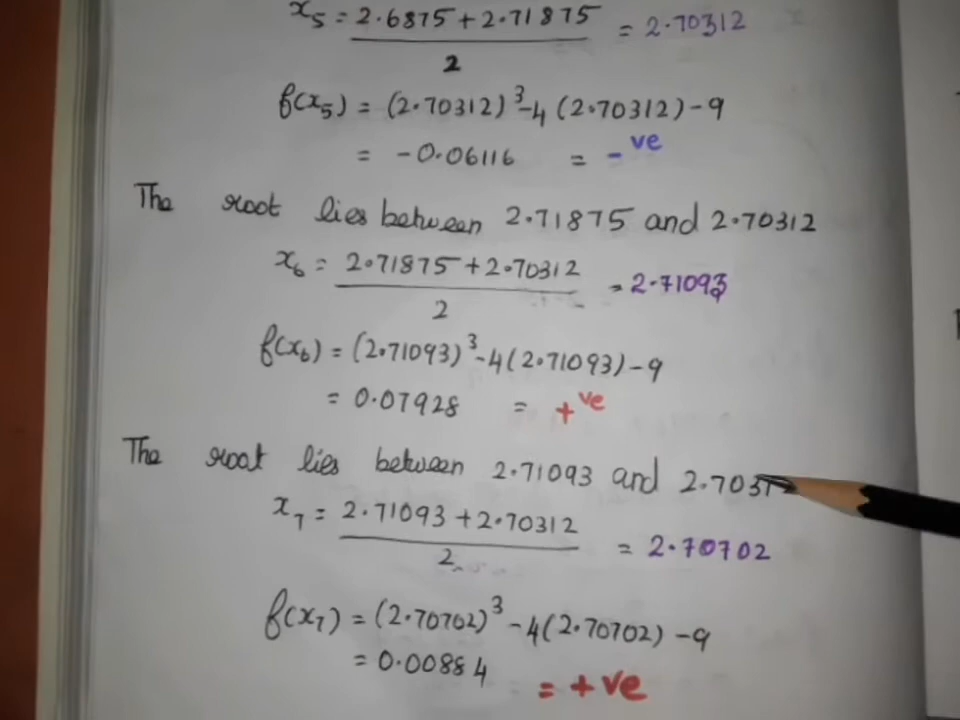 x₅ = 2.6875 + 2.71875 / 2 = 2.70312
f(x₅) = (2.70312)³ - 4 (2.70312) - 9
= -0.06116 = -ve
The root lies between 2.71875 and 2.70312
x₆ = 2.71875 + 2.70312 / 2 = 2.71093
f(x₆) = (2.71093)³ - 4(2.71093) - 9
= 0.07928 = +ve
The root lies between 2.71093 and
x₇ = 2.71093 + 2.70312 / 2 = 2.70702
f(x₇) = (2.70702)³ - 4(2.70702) - 9
= 0.00884 = +ve